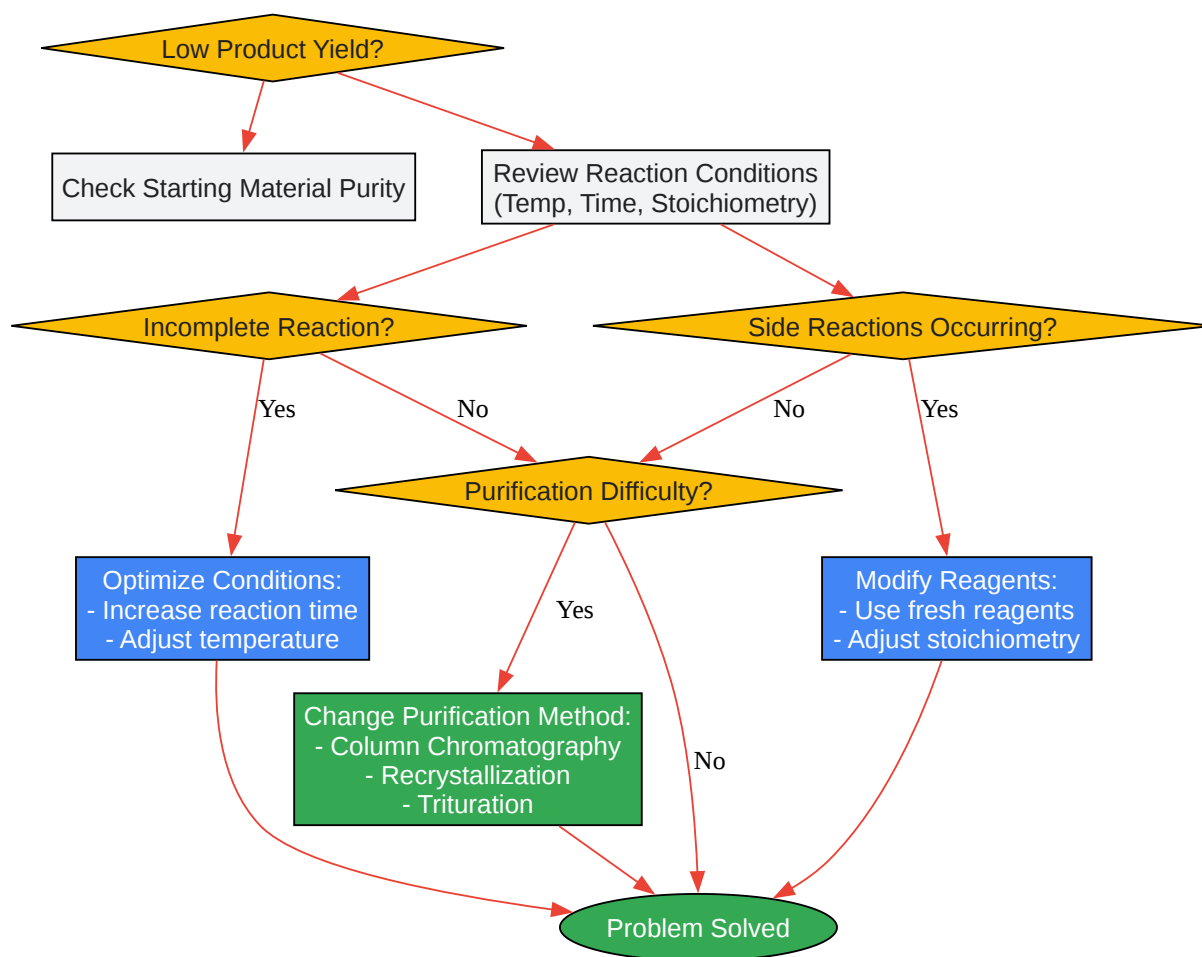 Low Product Yield?
Check Starting Material Purity
Review Reaction Conditions
(Temp, Time, Stoichiometry)
Incomplete Reaction?
Side Reactions Occurring?
Yes
No
No
Yes
Purification Difficulty?
Optimize Conditions:
- Increase reaction time
- Adjust temperature
Modify Reagents:
- Use fresh reagents
- Adjust stoichiometry
Yes
Change Purification Method:
- Column Chromatography
- Recrystallization
- Trituration
No
Problem Solved